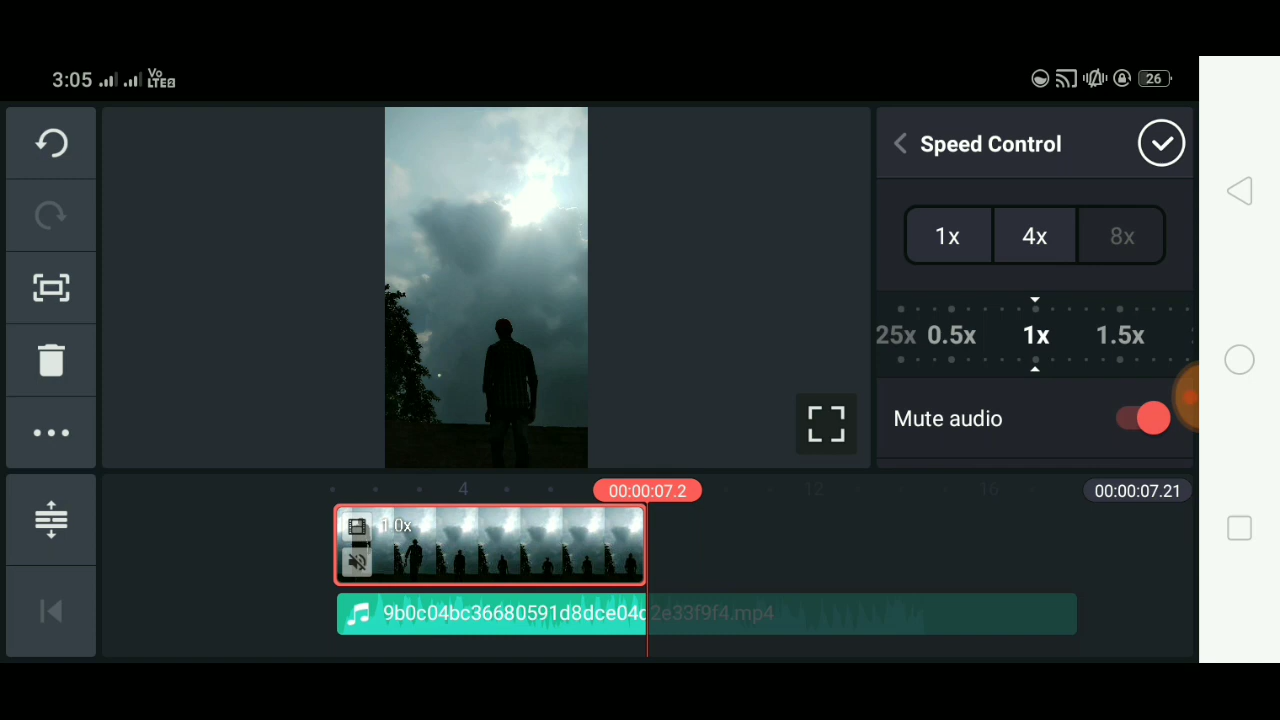 3:05 Vo LTE2 26
Speed Control
1x 4x 8x
25x 0.5x 1x 1.5x
Mute audio
4 00:00:07.2 12 16 00:00:07.21
1.0x
9b0c04bc36680591d8dce04c2e33f9f4.mp4